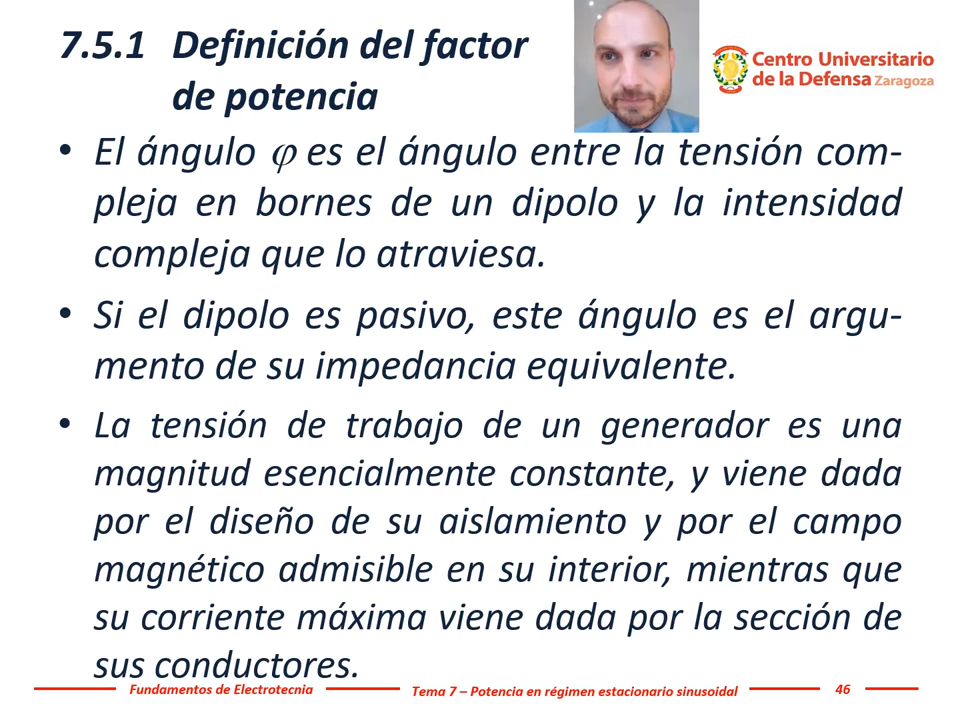 7.5.1 Definición del factor
de potencia
Centro Universitario
de la Defensa Zaragoza
• El ángulo φ es el ángulo entre la tensión com-
pleja en bornes de un dipolo y la intensidad
compleja que lo atraviesa.
• Si el dipolo es pasivo, este ángulo es el argu-
mento de su impedancia equivalente.
• La tensión de trabajo de un generador es una
magnitud esencialmente constante, y viene dada
por el diseño de su aislamiento y por el campo
magnético admisible en su interior, mientras que
su corriente máxima viene dada por la sección de
sus conductores.
Fundamentos de Electrotecnia
Tema 7 – Potencia en régimen estacionario sinusoidal
46